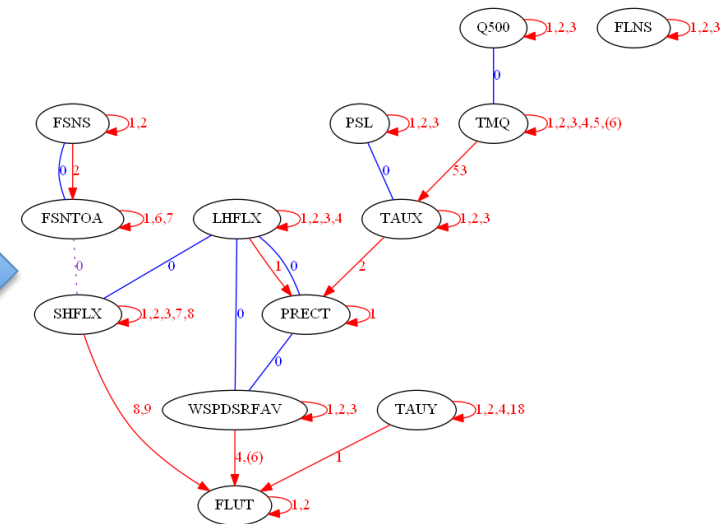 Q500 1,2,3 FLNS 1,2,3
0
FSNS 1,2 PSL 1,2,3 TMQ 1,2,3,4,5,(6)
0 2 0 53
FSNTOA 1,6,7 LHFLX 1,2,3,4 TAUX 1,2,3
0 0 1 0 2
SHFLX 1,2,3,7,8 0 PRECT 1
0
8,9 WSPDSRFAV 1,2,3 TAUY 1,2,4,18
4,(6) 1
FLUT 1,2